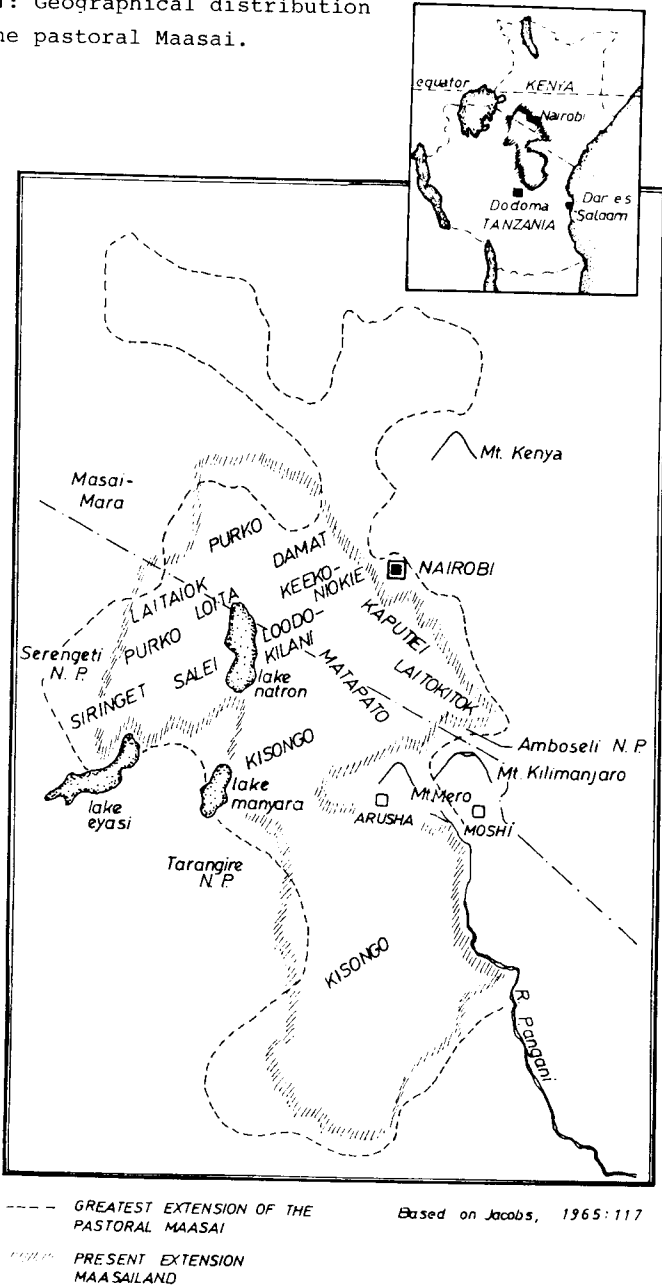 : Geographical distribution
he pastoral Maasai.
equator
KENYA
Nairobi
Dodoma
TANZANIA
Dar es
Salaam
Mt. Kenya
Masai-
Mara
PURKO
DAMAT
NAIROBI
KEEKO-
NIOKIE
LAITAIOK
LOITA
PURKO
LOODO-
KILANI
KAPUTIEI
LAITOKITOK
Serengeti
N. P.
SIRINGET
SALEI
lake
natron
MATAPATO
KISONGO
Amboseli N. P.
Mt. Kilimanjaro
lake
eyasi
lake
manyara
Mt. Mero
ARUSHA
MOSHI
Tarangire
N. P.
KISONGO
R. Pangani
GREATEST EXTENSION OF THE
PASTORAL MAASAI
Based on Jacobs, 1965:117
PRESENT EXTENSION
MAASAILAND